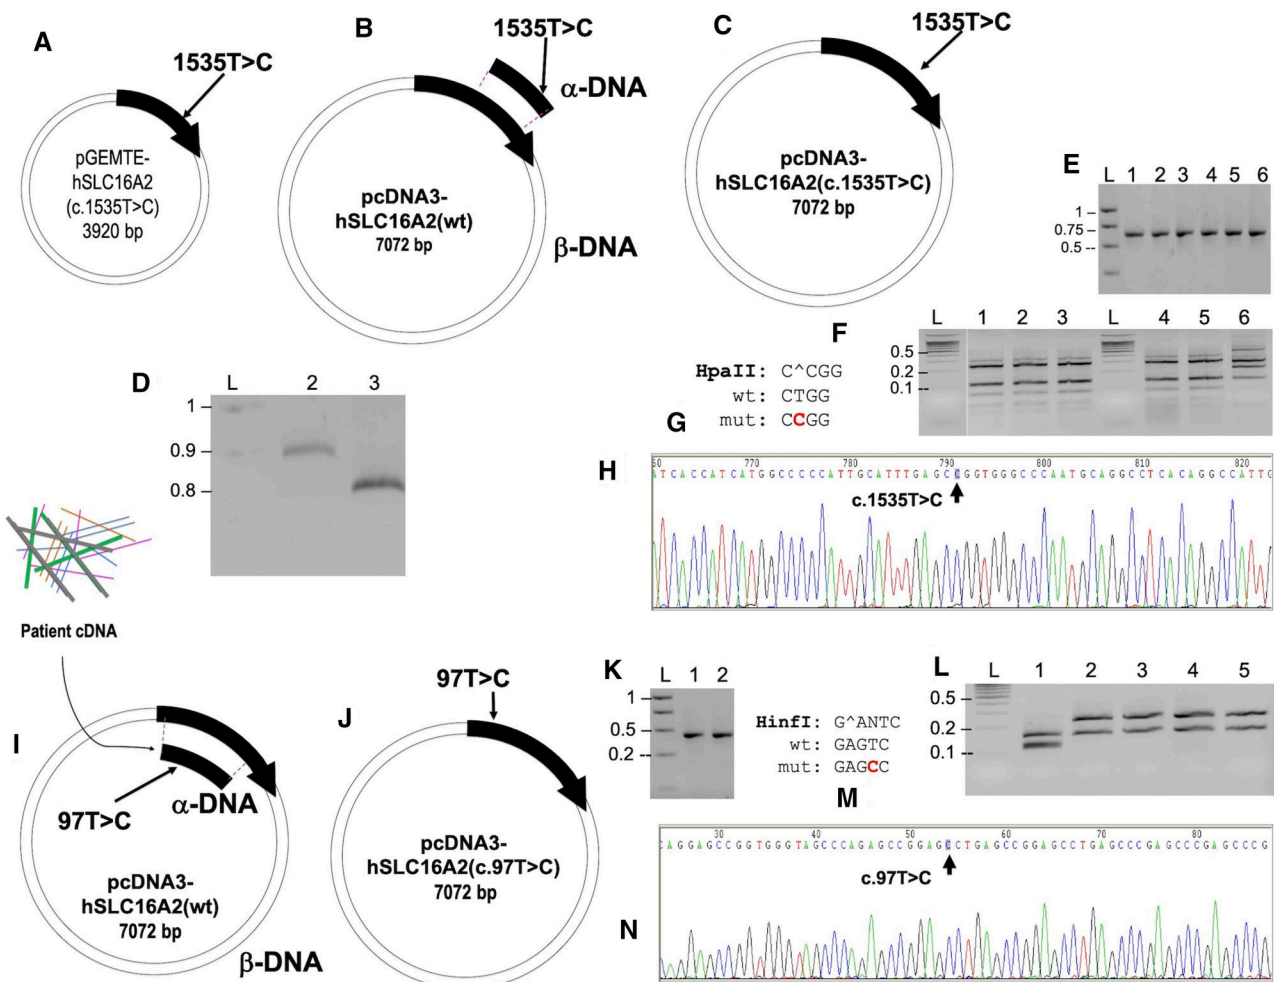 A
1535T>C
pGEMTE-
hSLC16A2
(c.1535T>C)
3920 bp
B
1535T>C
α-DNA
pcDNA3-
hSLC16A2(wt)
7072 bp
β-DNA
C
1535T>C
pcDNA3-
hSLC16A2(c.1535T>C)
7072 bp
E
L 1 2 3 4 5 6
1 –
0.75 –
0.5 --
D
L 2 3
1
0.9
0.8
F
L 1 2 3 L 4 5 6
0.5
0.2
0.1
HpaII: C^CGG
wt: CTGG
mut: CCGG
G
H
770 780 790 800 810 820
ATCACCATCATGGCCCCCATTGCATTTGAGCCGGTGGGCCCAATGCAGGCCTCACAGGCCATTG
c.1535T>C
Patient cDNA
I
97T>C
α-DNA
pcDNA3-
hSLC16A2(wt)
7072 bp
β-DNA
J
97T>C
pcDNA3-
hSLC16A2(c.97T>C)
7072 bp
K
L 1 2
1
0.5
0.2
HinfI: G^ANTC
wt: GAGTC
mut: GAGCC
M
L
L 1 2 3 4 5
0.5
0.2
0.1
N
30 40 50 60 70 80
CAGGAGCCGGTGGGTAGCCCAGAGCCGGAGCCTGAGCCGGAGCCTGAGCCCGAGCCCGAGCCCG
c.97T>C